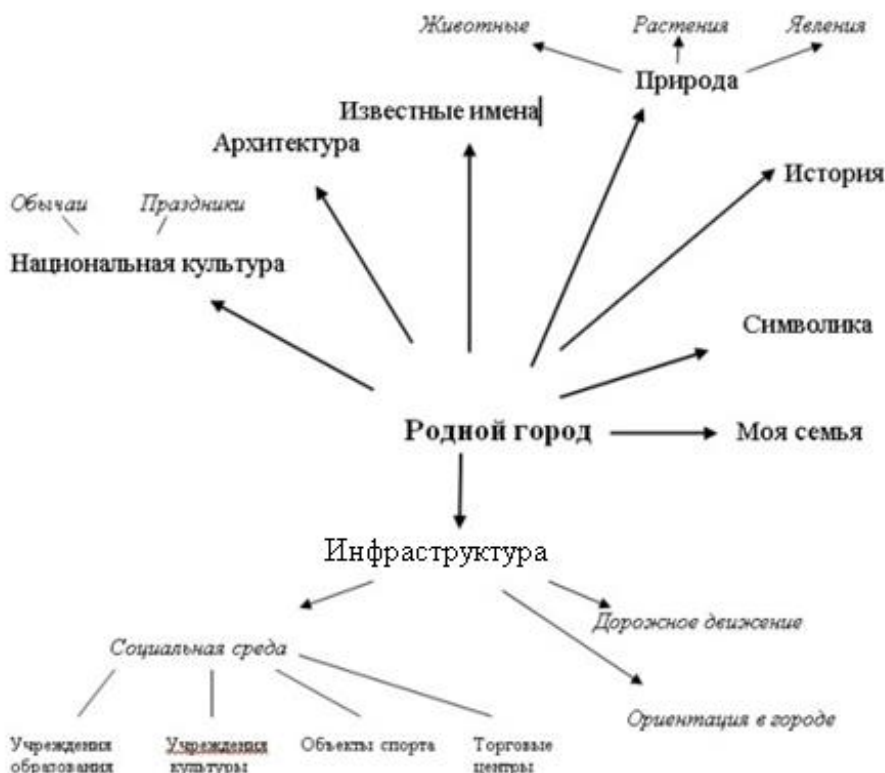 Животные Растения Явления
Природа
Известные имена
Архитектура
История
Обычаи Праздники
Национальная культура
Символика
Родной город
Моя семья
Инфраструктура
Дорожное движение
Социальная среда
Ориентация в городе
Учреждения
образования
Учреждения
культуры
Объекты спорта
Торговые
центры